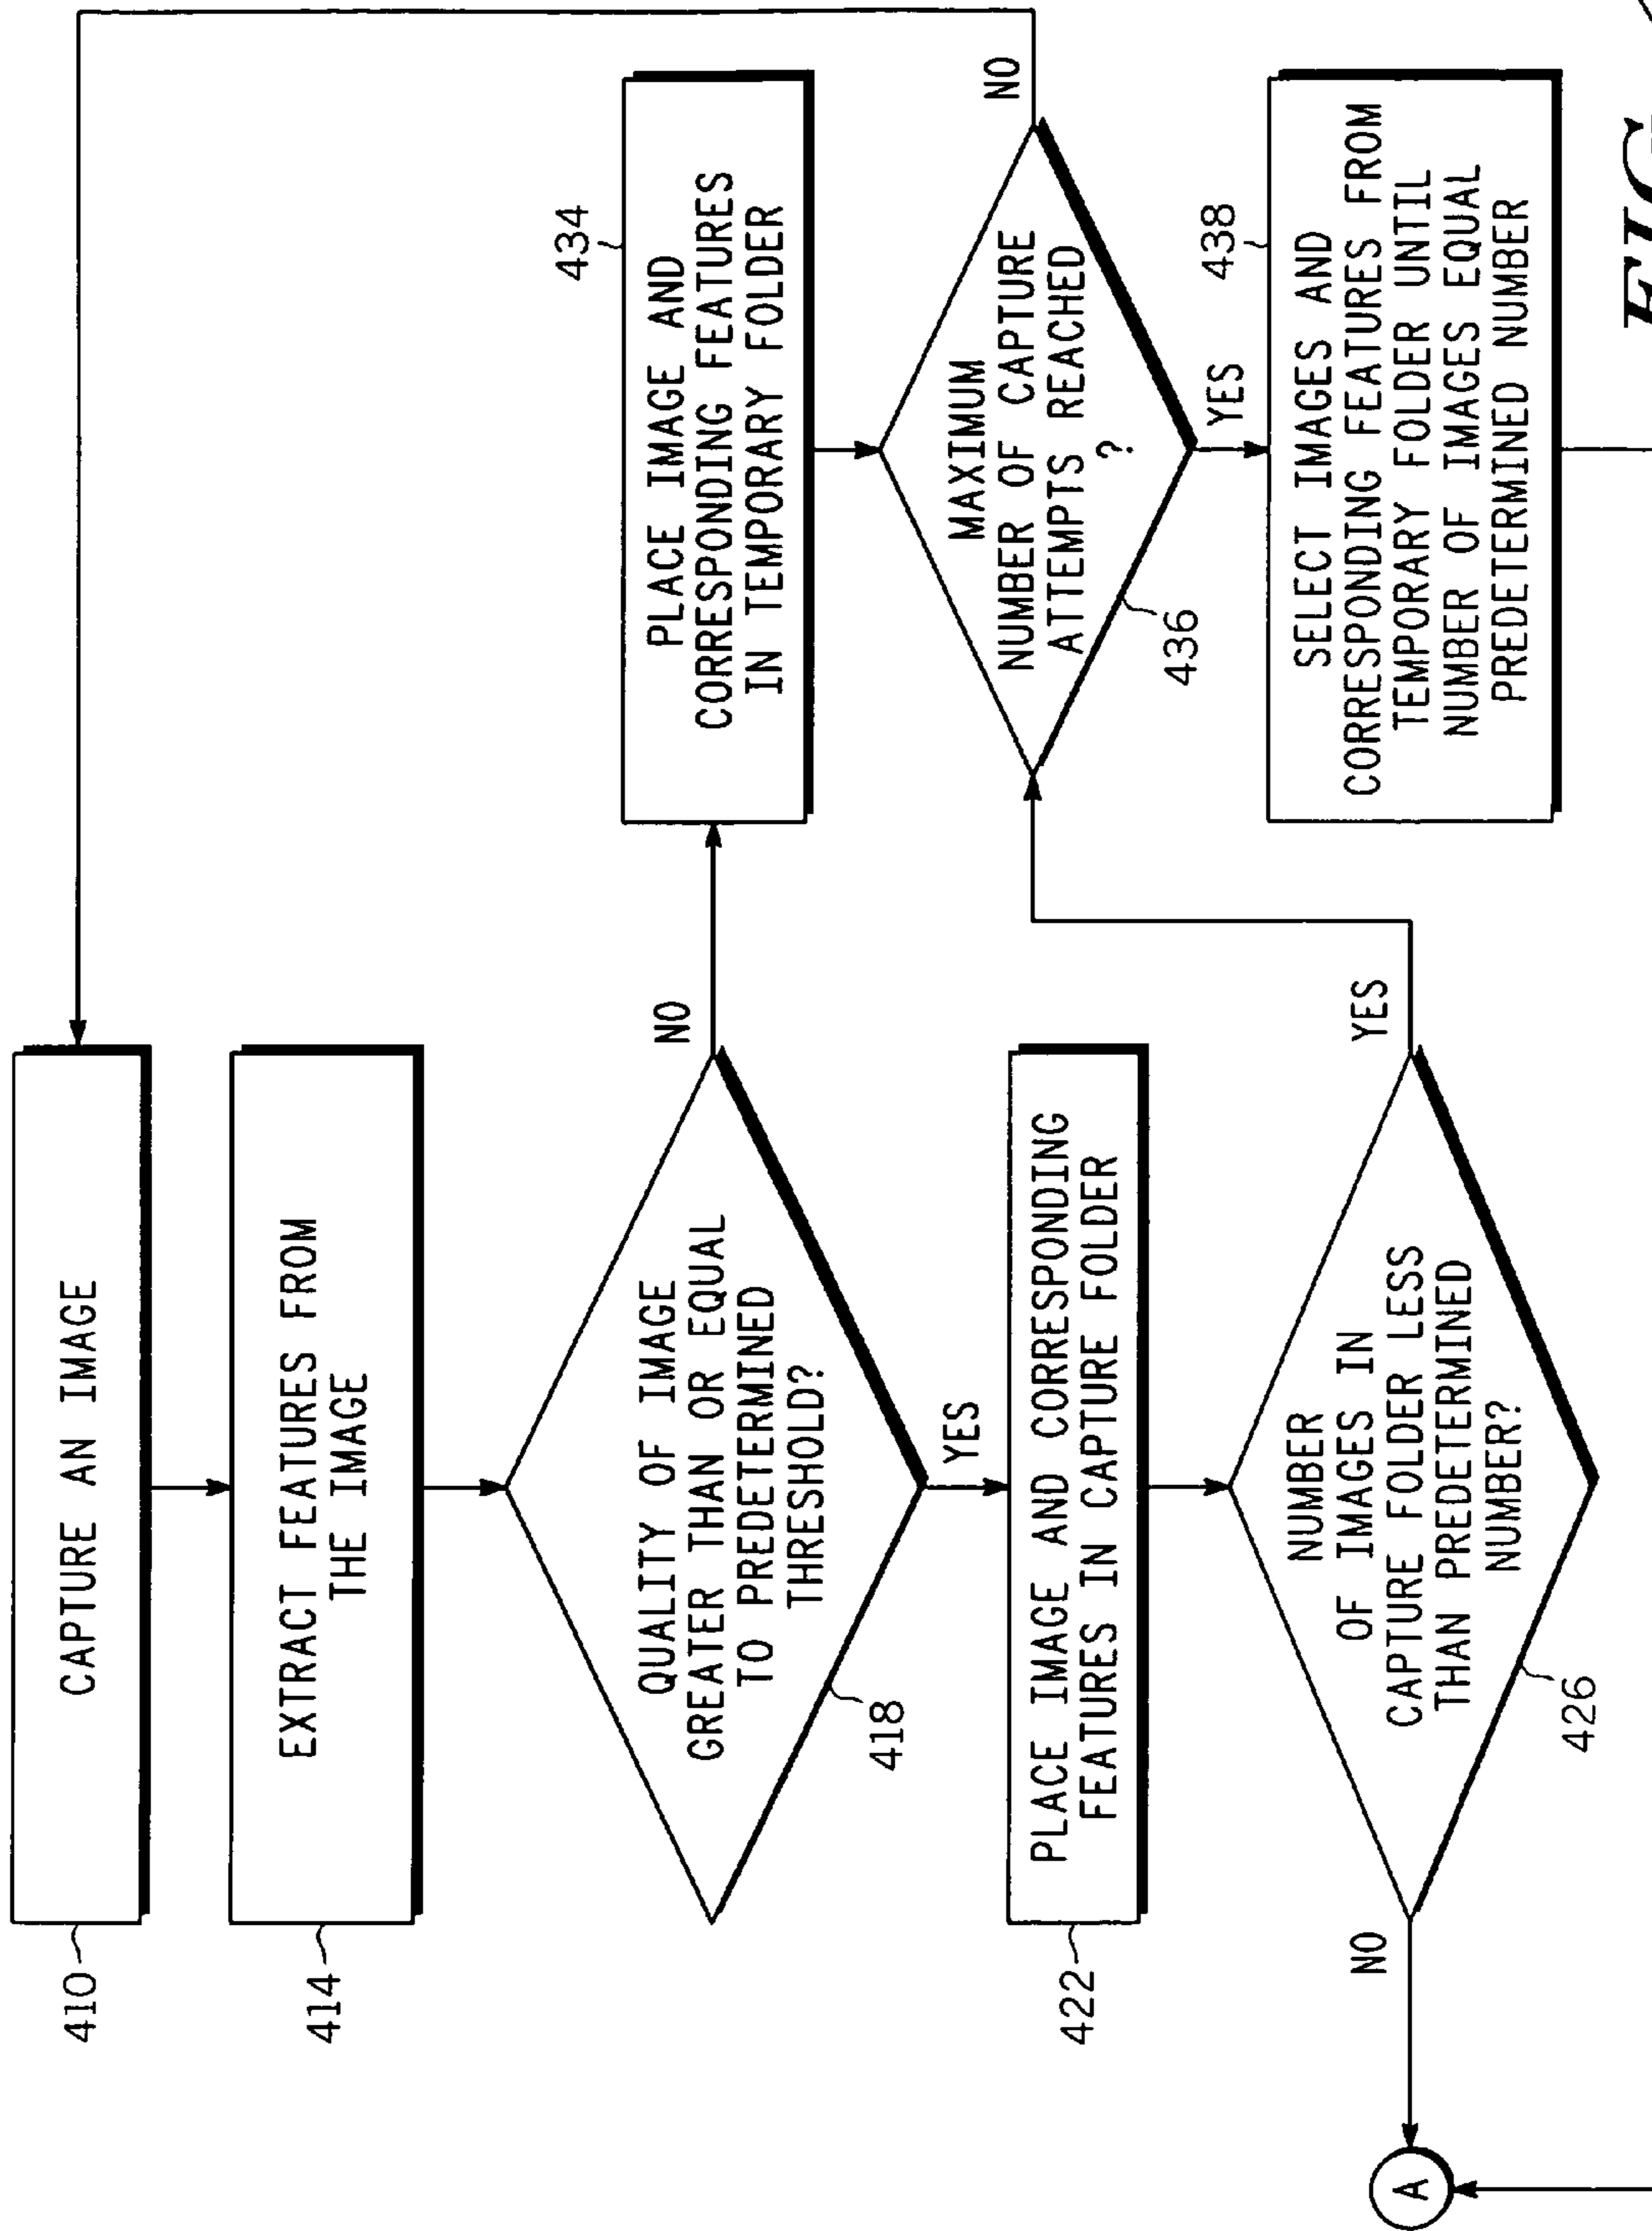 410
CAPTURE AN IMAGE
414
EXTRACT FEATURES FROM
THE IMAGE
QUALITY OF IMAGE
GREATER THAN OR EQUAL
TO PREDETERMINED
THRESHOLD?
418
NO
YES
434
PLACE IMAGE AND
CORRESPONDING FEATURES
IN TEMPORARY FOLDER
422
PLACE IMAGE AND CORRESPONDING
FEATURES IN CAPTURE FOLDER
MAXIMUM
NUMBER OF CAPTURE
ATTEMPTS REACHED
?
436
NO
YES
NUMBER
OF IMAGES IN
CAPTURE FOLDER LESS
THAN PREDETERMINED
NUMBER?
426
NO
YES
A
438
SELECT IMAGES AND
CORRESPONDING FEATURES FROM
TEMPORARY FOLDER UNTIL
NUMBER OF IMAGES EQUAL
PREDETERMINED NUMBER